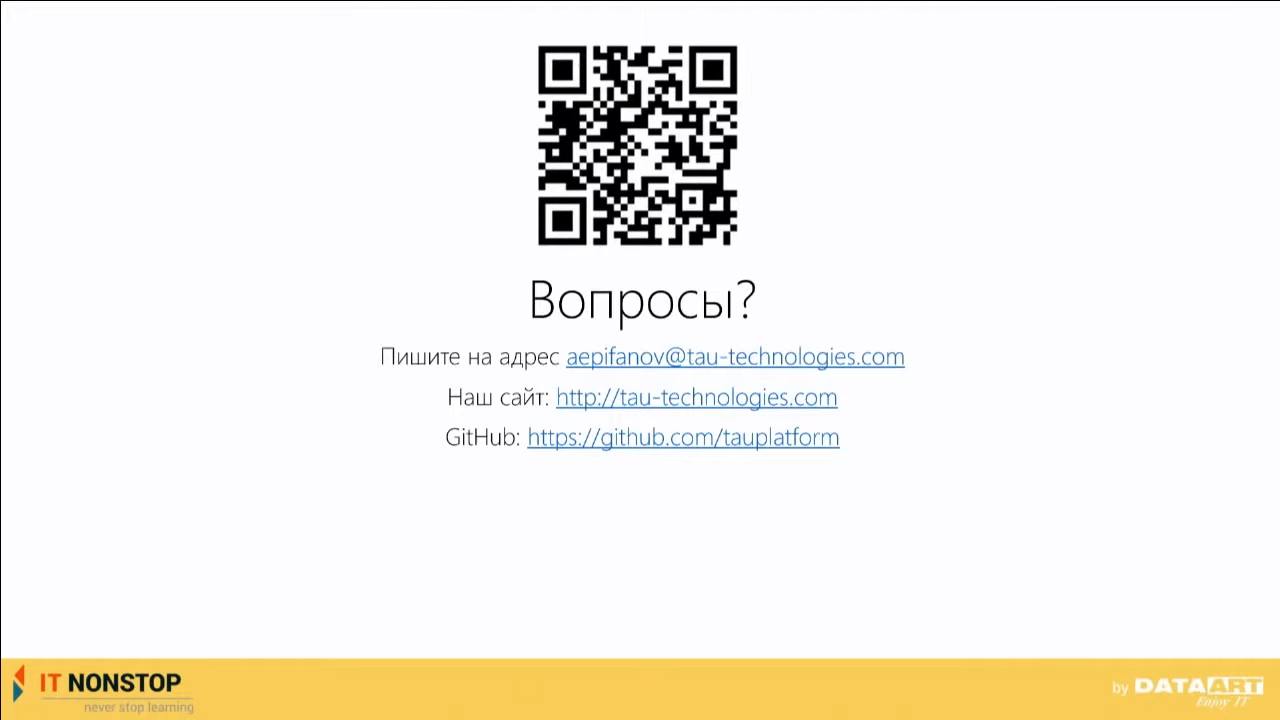 Вопросы?
Пишите на адрес aepifanov@tau-technologies.com
Наш сайт: http://tau-technologies.com
GitHub: https://github.com/tauplatform
IT NONSTOP
never stop learning
by DATAART
Enjoy IT